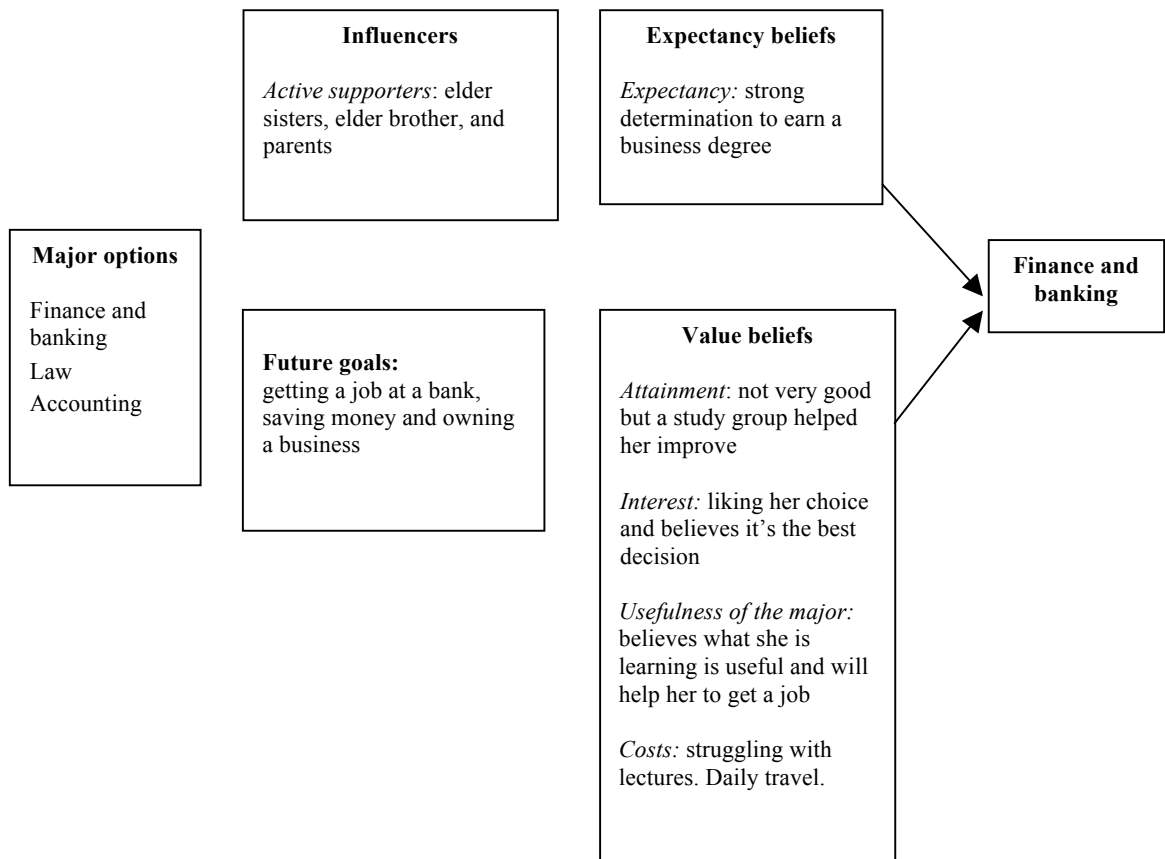 Influencers
Active supporters: elder
sisters, elder brother, and
parents
Expectancy beliefs
Expectancy: strong
determination to earn a
business degree
Major options
Finance and
banking
Law
Accounting
Future goals:
getting a job at a bank,
saving money and owning
a business
Value beliefs
Attainment: not very good
but a study group helped
her improve
Interest: liking her choice
and believes it’s the best
decision
Usefulness of the major:
believes what she is
learning is useful and will
help her to get a job
Costs: struggling with
lectures. Daily travel.
Finance and
banking